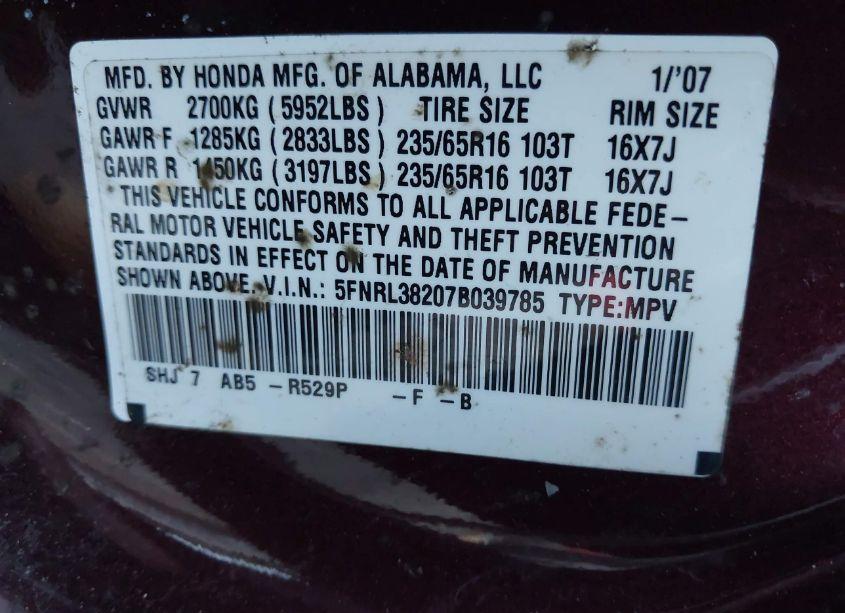 MFD. BY HONDA MFG. OF ALABAMA, LLC 1/'07
GVWR 2700KG (5952LBS) TIRE SIZE RIM SIZE
GAWR F 1285KG (2833LBS) 235/65R16 103T 16X7J
GAWR R 1450KG (3197LBS) 235/65R16 103T 16X7J
THIS VEHICLE CONFORMS TO ALL APPLICABLE FEDE-
RAL MOTOR VEHICLE SAFETY AND THEFT PREVENTION
STANDARDS IN EFFECT ON THE DATE OF MANUFACTURE
SHOWN ABOVE. V.I.N.: 5FNRL38207B039785 TYPE:MPV
SHJ 7 AB5 -R529P -F -B